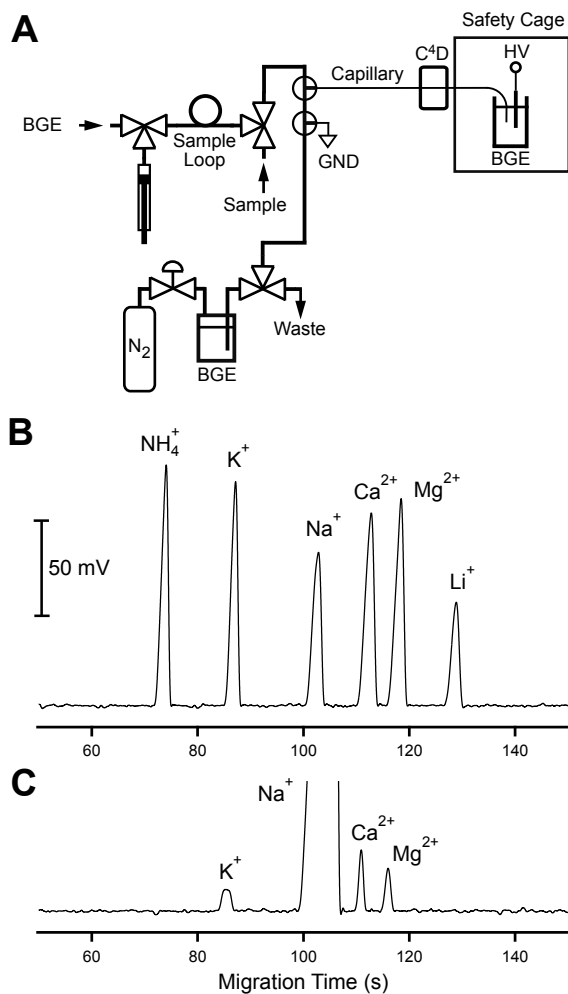 A
Safety Cage
C⁴D
HV
Capillary
BGE
Sample
Loop
GND
BGE
Sample
N₂
BGE
Waste
B
NH₄⁺
K⁺
Na⁺
Ca²⁺
Mg²⁺
Li⁺
50 mV
60 80 100 120 140
C
Na⁺
K⁺
Ca²⁺
Mg²⁺
60 80 100 120 140
Migration Time (s)